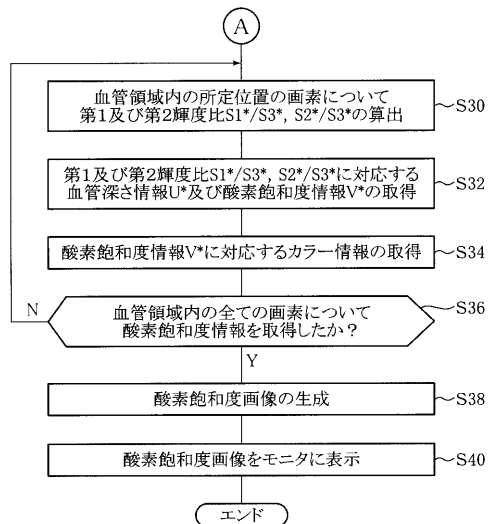 A
血管領域内の所定位置の画素について
第1及び第2輝度比S1*/S3*, S2*/S3*の算出
S30
第1及び第2輝度比S1*/S3*, S2*/S3*に対応する
血管深さ情報U*及び酸素飽和度情報V*の取得
S32
酸素飽和度情報V*に対応するカラー情報の取得
S34
血管領域内の全ての画素について
酸素飽和度情報を取得したか？
S36
N
Y
酸素飽和度画像の生成
S38
酸素飽和度画像をモニタに表示
S40
エンド